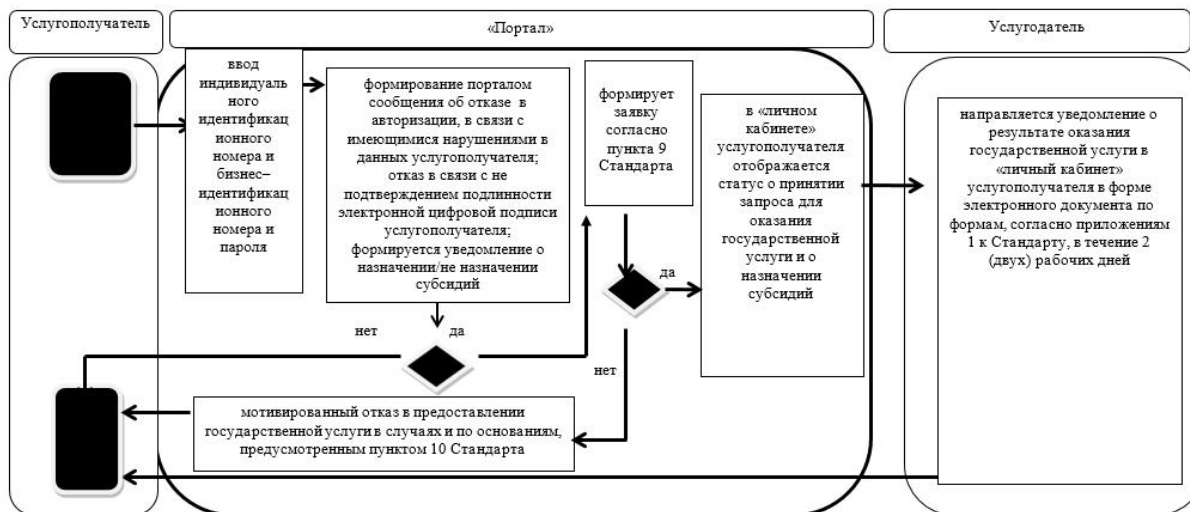 Услугополучатель
«Портал»
Услугодатель
ввод
индивидуаль
ного
идентификац
ионного
номера и
бизнес–
идентификац
ионного
номера и
пароля
формирование порталом
сообщения об отказе в
авторизации, в связи с
имеющимися нарушениями в
данных услугополучателя;
отказ в связи с не
подтверждением подлинности
электронной цифровой подписи
услугополучателя;
формируется уведомление о
назначении/не назначении
субсидий
формирует
заявку
согласно
пункта 9
Стандарта
в «личном
кабинете»
услугополучателя
отображается
статус о принятии
запроса для
оказания
государственной
услуги и о
назначении
субсидий
направляется уведомление о
результате оказания
государственной услуги в
«личный кабинет»
услугополучателя в форме
электронного документа по
формам, согласно приложениям
1 к Стандарту, в течение 2
(двух) рабочих дней
да
нет
да
нет
мотивированный отказ в предоставлении
государственной услуги в случаях и по основаниям,
предусмотренным пунктом 10 Стандарта